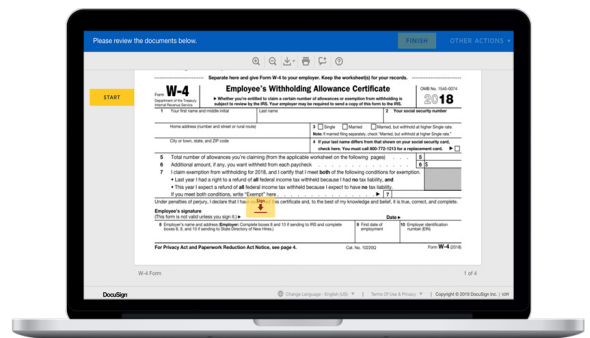 Please review the documents below.
FINISH
OTHER ACTIONS
START
Separate here and give Form W-4 to your employer. Keep the worksheet(s) for your records.
Form W-4
Department of the Treasury
Internal Revenue Service
Employee's Withholding Allowance Certificate
▶ Whether you're entitled to claim a certain number of allowances or exemption from withholding is
subject to review by the IRS. Your employer may be required to send a copy of this form to the IRS.
OMB No. 1545-0074
2018
1 Your first name and middle initial
Last name
2 Your social security number
Home address (number and street or rural route)
3 Single Married Married, but withhold at higher Single rate.
Note: If married filing separately, check "Married, but withhold at higher Single rate."
City or town, state, and ZIP code
4 If your last name differs from that shown on your social security card,
check here. You must call 800-772-1213 for a replacement card. ▶
5 Total number of allowances you're claiming (from the applicable worksheet on the following pages) . . . 5
6 Additional amount, if any, you want withheld from each paycheck . . . 6 $
7 I claim exemption from withholding for 2018, and I certify that I meet both of the following conditions for exemption.
• Last year I had a right to a refund of all federal income tax withheld because I had no tax liability, and
• This year I expect a refund of all federal income tax withheld because I expect to have no tax liability.
If you meet both conditions, write "Exempt" here . . . ▶ 7
Under penalties of perjury, I declare that I have this certificate and, to the best of my knowledge and belief, it is true, correct, and complete.
Sign
Employee's signature
(This form is not valid unless you sign it.) ▶
Date ▶
8 Employer's name and address (Employer: Complete boxes 8 and 10 if sending to IRS and complete
boxes 8, 9, and 10 if sending to State Directory of New Hires.)
9 First date of
employment
10 Employer identification
number (EIN)
For Privacy Act and Paperwork Reduction Act Notice, see page 4.
Cat. No. 10220Q
Form W-4 (2018)
W-4 Form
1 of 4
DocuSign
Change Language - English (US)
Terms Of Use & Privacy
Copyright © 2019 DocuSign Inc.